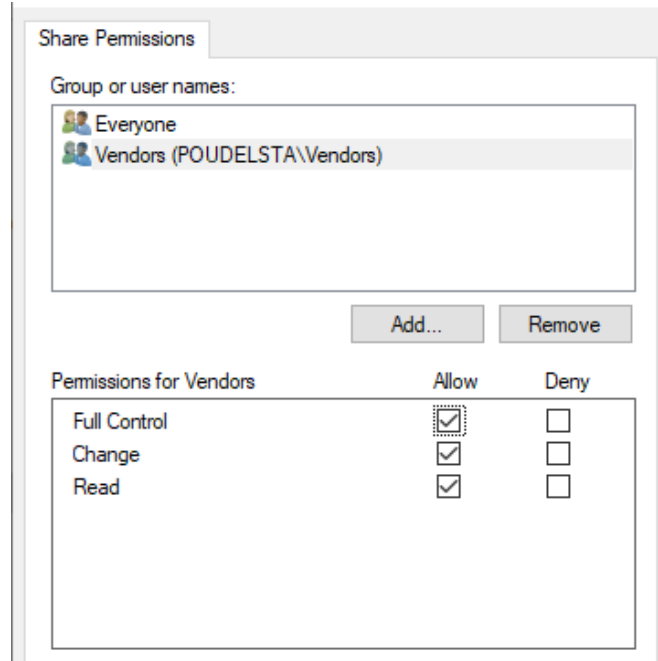 Share Permissions
Group or user names:
Everyone
Vendors (POUDELSTA\Vendors)
Add... Remove
Permissions for Vendors Allow Deny
Full Control
Change
Read